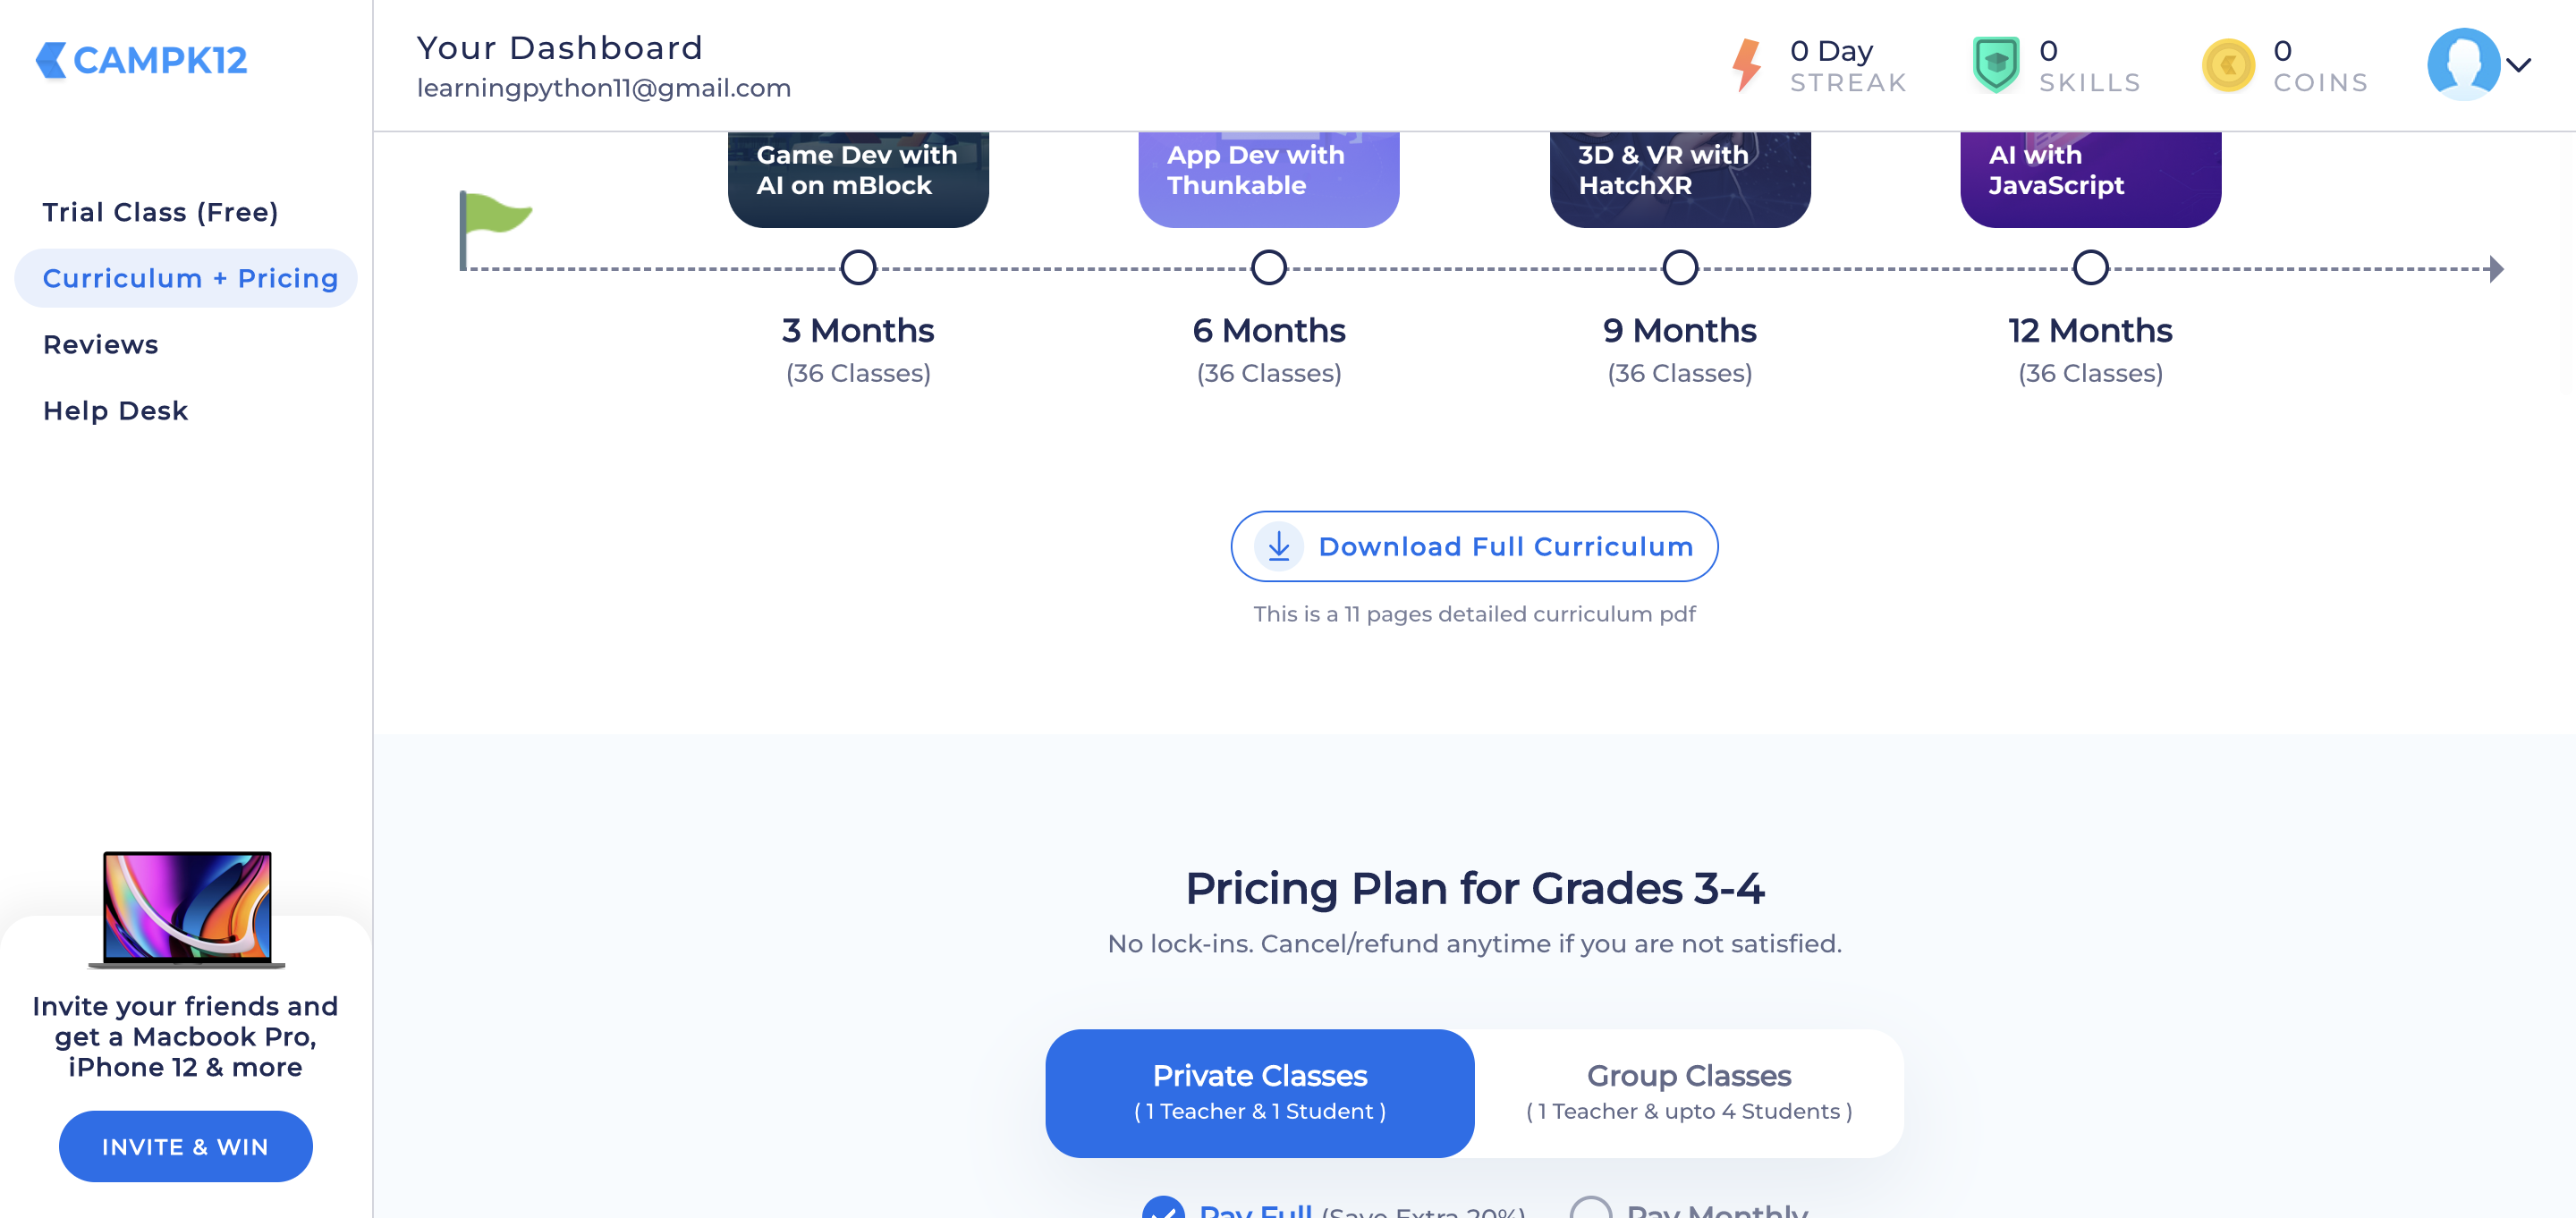 CAMPK12
Trial Class (Free)
Curriculum + Pricing
Reviews
Help Desk
Invite your friends and
get a Macbook Pro,
iPhone 12 & more
INVITE & WIN
Your Dashboard
learningpython11@gmail.com
0 Day
STREAK
0
SKILLS
0
COINS
Game Dev with
AI on mBlock
App Dev with
Thunkable
3D & VR with
HatchXR
AI with
JavaScript
3 Months
(36 Classes)
6 Months
(36 Classes)
9 Months
(36 Classes)
12 Months
(36 Classes)
Download Full Curriculum
This is a 11 pages detailed curriculum pdf
Pricing Plan for Grades 3-4
No lock-ins. Cancel/refund anytime if you are not satisfied.
Private Classes
( 1 Teacher & 1 Student )
Group Classes
( 1 Teacher & upto 4 Students )
Pay Full (Save Extra 20%)
Pay Monthly